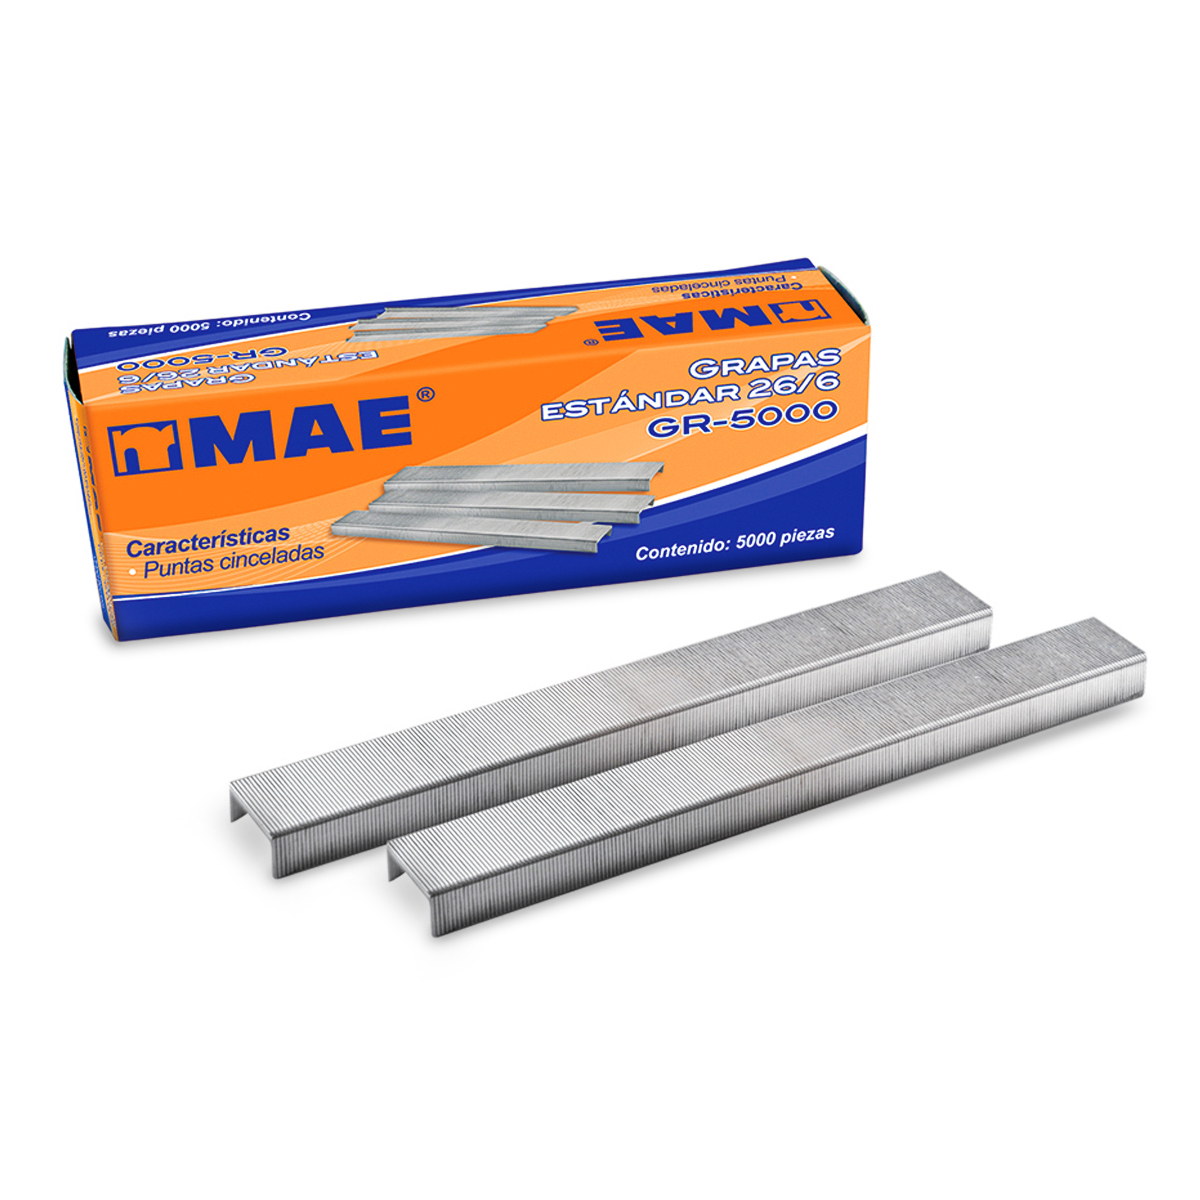 Características
· Puntas cinceladas
MAE®
Contenido: 5000 piezas
GRAPAS
ESTÁNDAR 26/6
GR-5000
MAE®
GRAPAS
ESTÁNDAR 26/6
GR-5000
Características
· Puntas cinceladas
Contenido: 5000 piezas